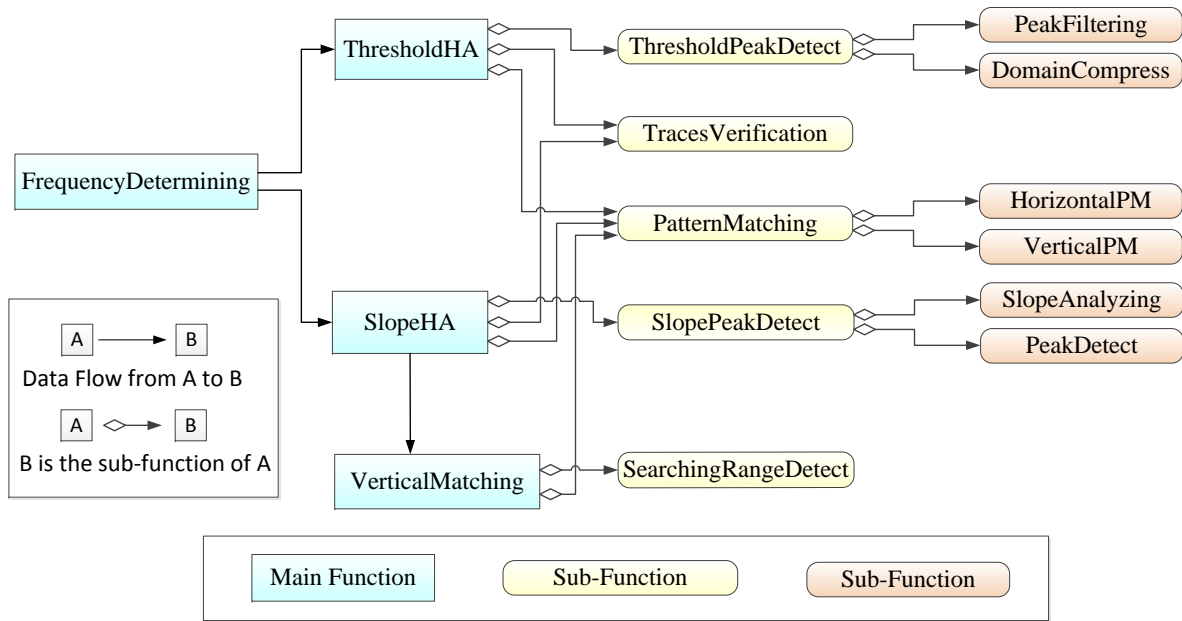 ThresholdHA
ThresholdPeakDetect
PeakFiltering
DomainCompress
TracesVerification
FrequencyDetermining
PatternMatching
HorizontalPM
VerticalPM
SlopeHA
SlopePeakDetect
SlopeAnalyzing
PeakDetect
A
B
Data Flow from A to B
A
B
B is the sub-function of A
VerticalMatching
SearchingRangeDetect
Main Function
Sub-Function
Sub-Function